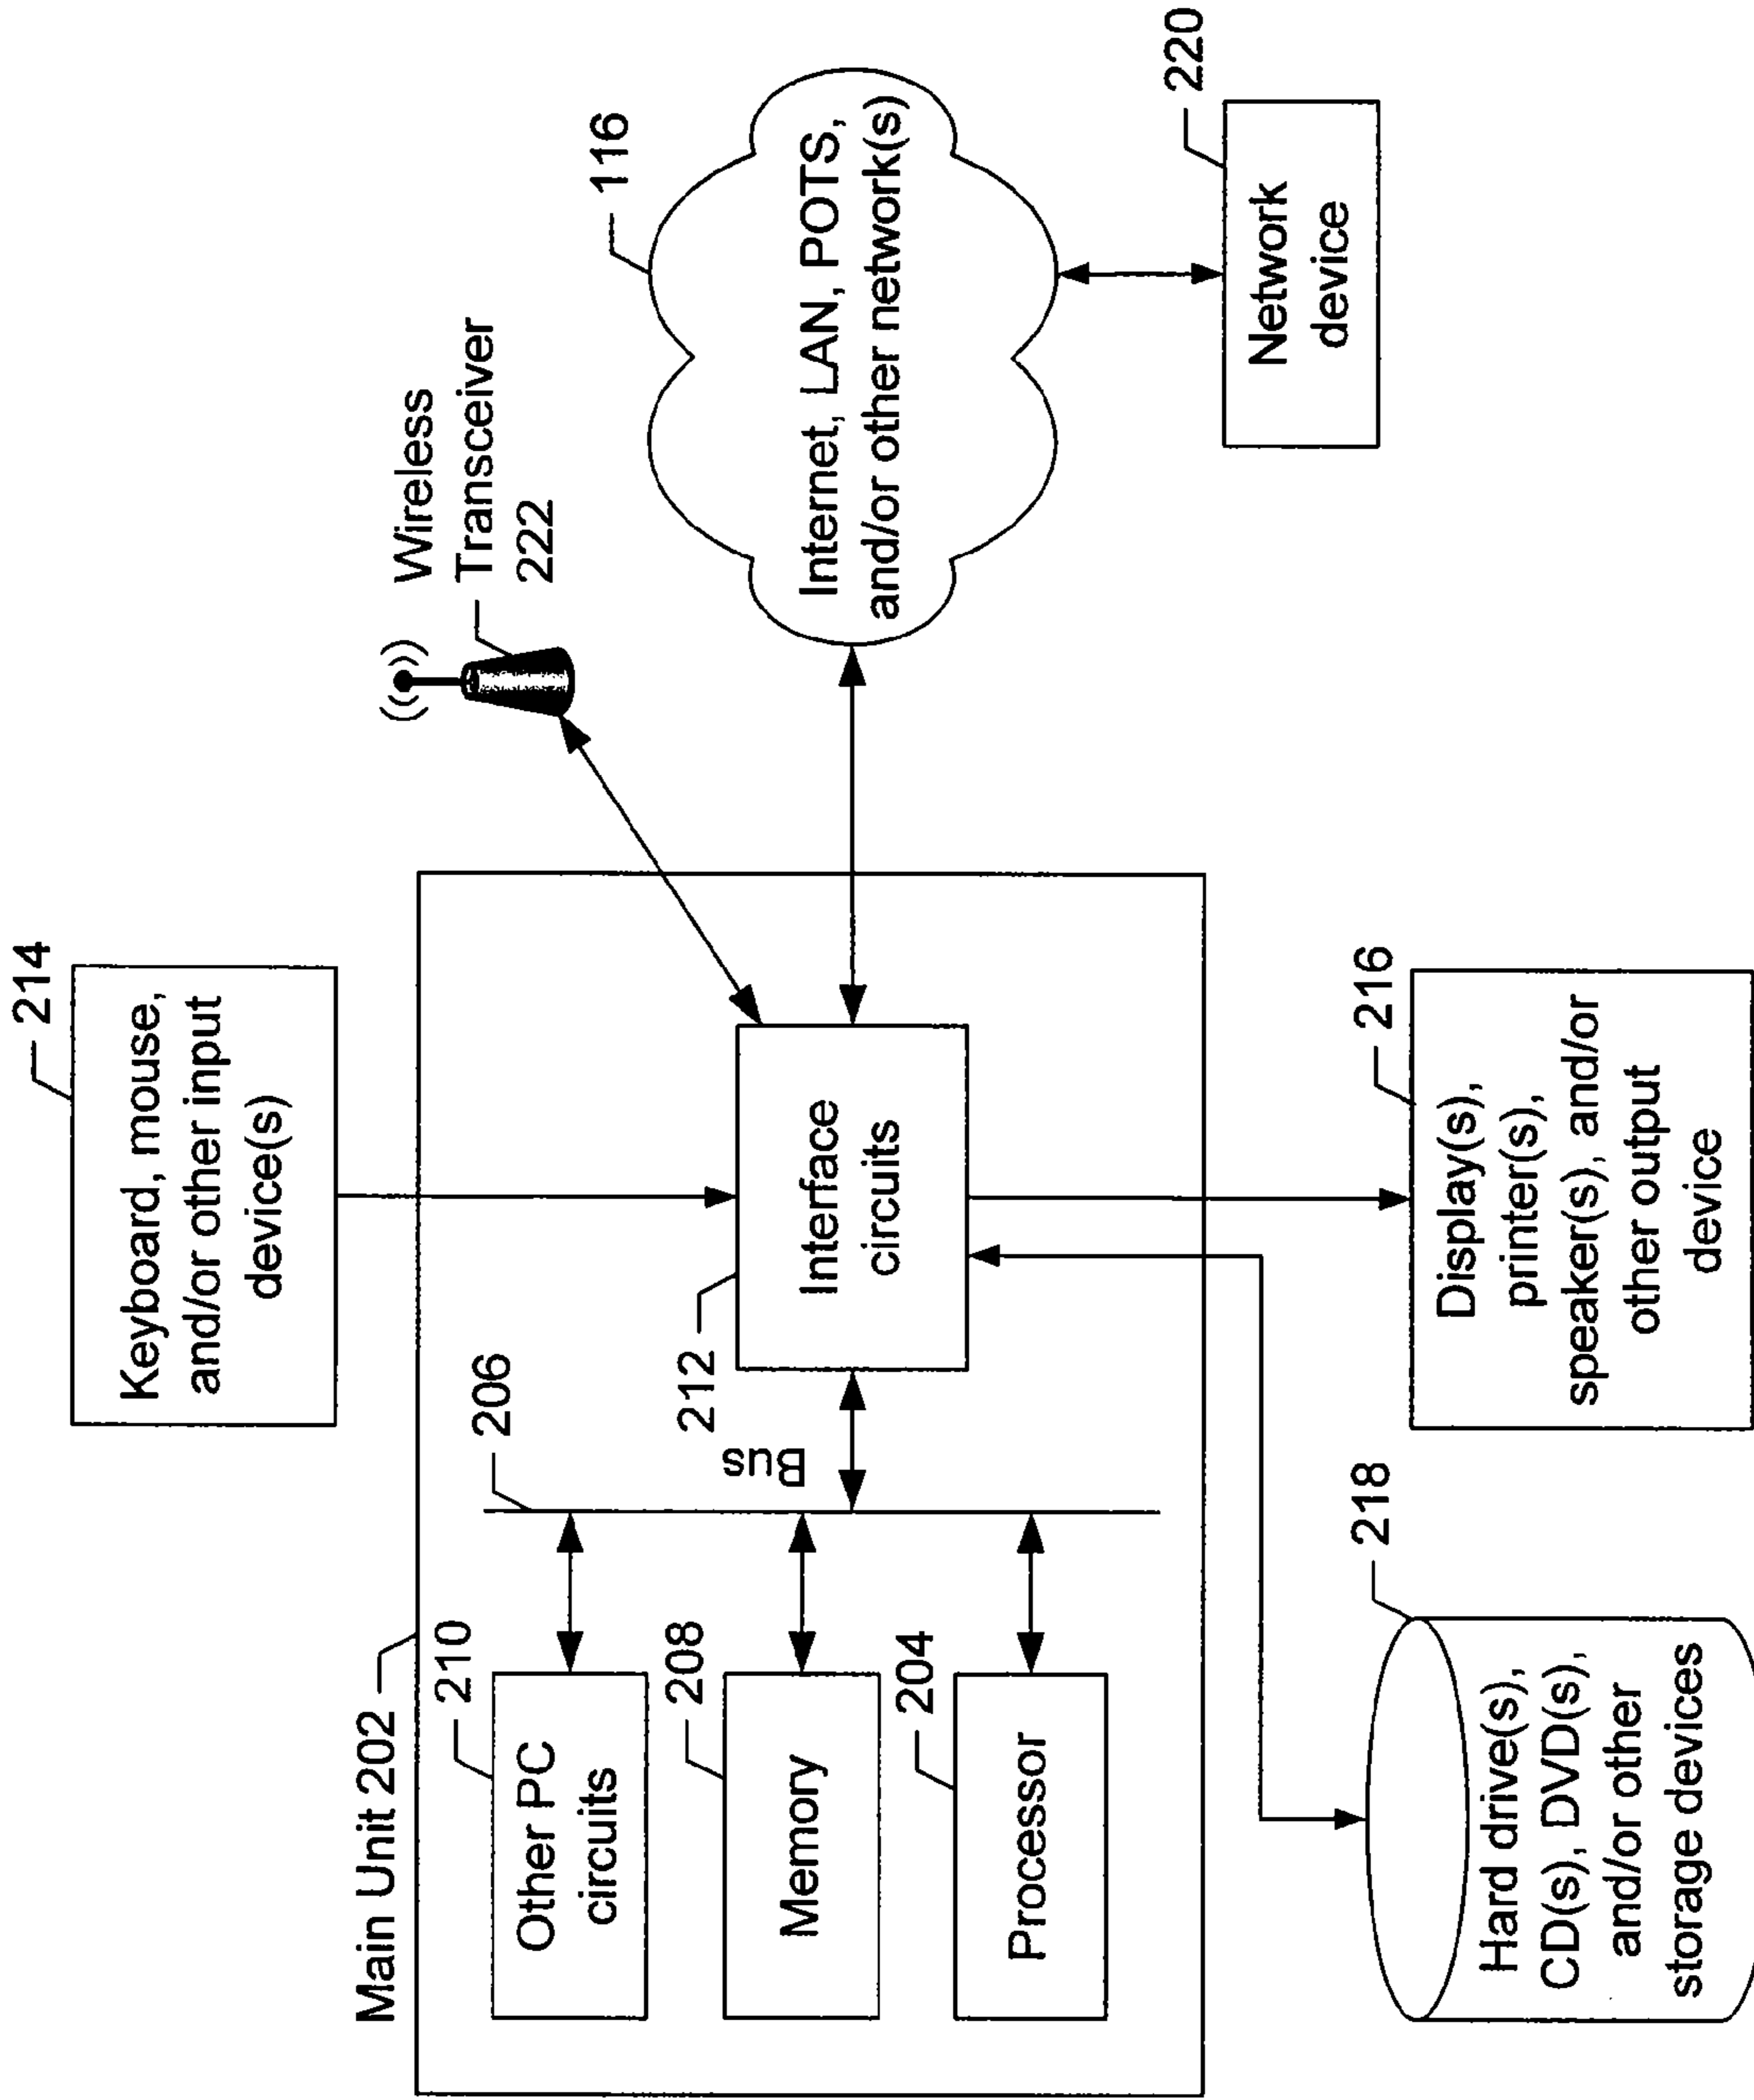 214
Keyboard, mouse,
and/or other input
device(s)
Wireless
Transceiver
222
Main Unit 202
210
Other PC
circuits
206
Bus
208
Memory
204
Processor
212
Interface
circuits
116
Internet, LAN, POTS,
and/or other network(s)
220
Network
device
218
Hard drive(s),
CD(s), DVD(s),
and/or other
storage devices
216
Display(s),
printer(s),
speaker(s), and/or
other output
device